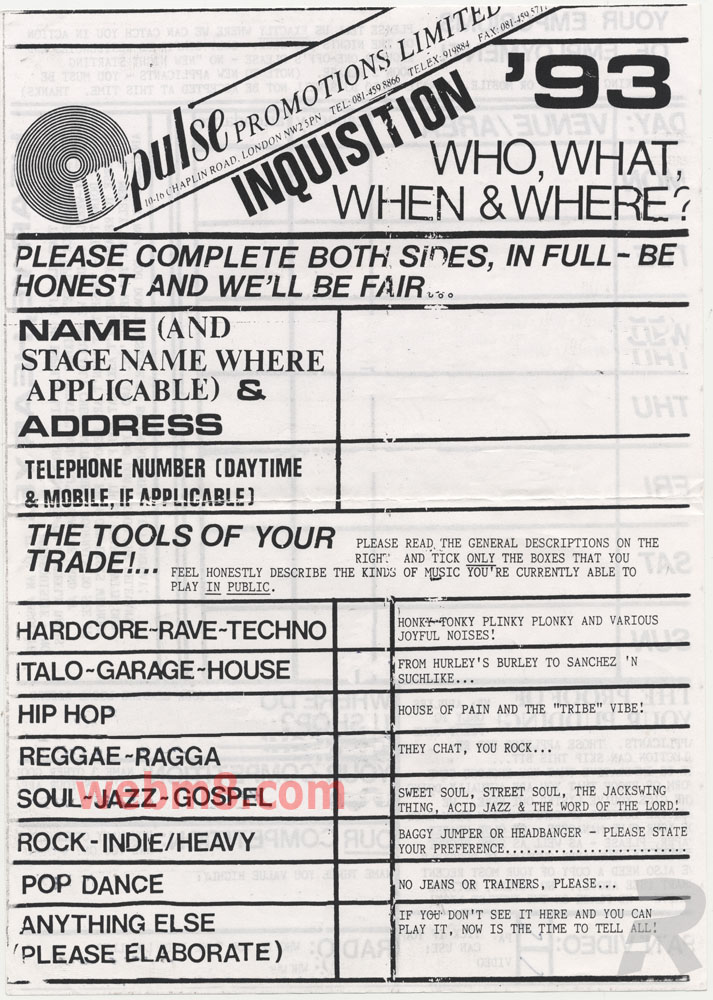 impulse PROMOTIONS LIMITED
10-16 CHAPLIN ROAD, LONDON NW2 5PN TEL: 081-459 8866 TELEX: 919884 FAX: 081-459 5717
INQUISITION '93
WHO, WHAT,
WHEN & WHERE?
PLEASE COMPLETE BOTH SIDES, IN FULL - BE
HONEST AND WE'LL BE FAIR...
NAME (AND
STAGE NAME WHERE
APPLICABLE) &
ADDRESS
TELEPHONE NUMBER (DAYTIME
& MOBILE, IF APPLICABLE)
THE TOOLS OF YOUR
TRADE!...
PLEASE READ THE GENERAL DESCRIPTIONS ON THE
RIGHT AND TICK ONLY THE BOXES THAT YOU
FEEL HONESTLY DESCRIBE THE KINDS OF MUSIC YOU'RE CURRENTLY ABLE TO
PLAY IN PUBLIC.
HARDCORE-RAVE-TECHNO
HONKY-TONKY PLINKY PLONKY AND VARIOUS
JOYFUL NOISES!
ITALO-GARAGE-HOUSE
FROM HURLEY'S BURLEY TO SANCHEZ 'N
SUCHLIKE...
HIP HOP
HOUSE OF PAIN AND THE "TRIBE" VIBE!
REGGAE-RAGGA
THEY CHAT, YOU ROCK...
SOUL-JAZZ-GOSPEL
SWEET SOUL, STREET SOUL, THE JACKSWING
THING, ACID JAZZ & THE WORD OF THE LORD!
webm8.com
ROCK-INDIE/HEAVY
BAGGY JUMPER OR HEADBANGER - PLEASE STATE
YOUR PREFERENCE..............................
POP DANCE
NO JEANS OR TRAINERS, PLEASE...
ANYTHING ELSE
(PLEASE ELABORATE)
IF YOU DON'T SEE IT HERE AND YOU CAN
PLAY IT, NOW IS THE TIME TO TELL ALL!
R